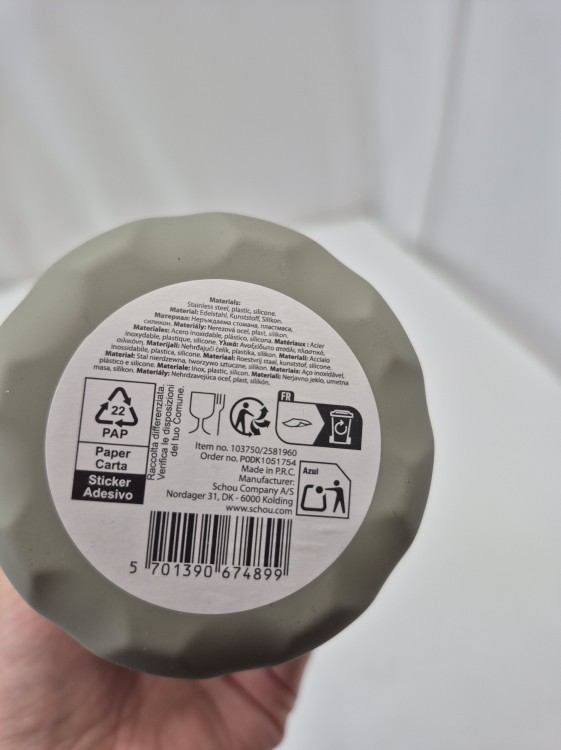 Materials:
Stainless steel, plastic, silicone.
Material: Edelstahl, Kunststoff, Silikon.
Материал: Неръждаема стомана, пластмаса,
силикон. Materiály: Nerezová ocel, plast, silikon.
Materiales: Acero inoxidable, plástico, silicona. Matériaux : Acier
inoxydable, plastique, silicone. Υλικό: Ανοξείδωτο ατσάλι, πλαστικό,
σιλικόνη. Materijali: Nehrđajući čelik, plastika, silikon. Materiali: Acciaio
inossidabile, plastica, silicone. Materiaal: Roestvrij staal, kunststof, silicone.
Materiał: Stal nierdzewna, tworzywo sztuczne, silikon. Materiais: Aço inoxidável,
plástico e silicone. Materiale: Inox, plastic, silicon. Materiali: Nerjavno jeklo, umetna
masa, silikon. Materiály: Nehrdzavejúca oceľ, plast, silikón.
22
PAP
Paper
Carta
Sticker
Adesivo
Raccolta differenziata.
Verifica le disposizioni
del tuo Comune.
FR
Item no. 103750/2581960
Order no. PODK1051754
Made in P.R.C.
Manufacturer:
Schou Company A/S
Nordager 31, DK - 6000 Kolding
www.schou.com
Azul
5 701390 674899